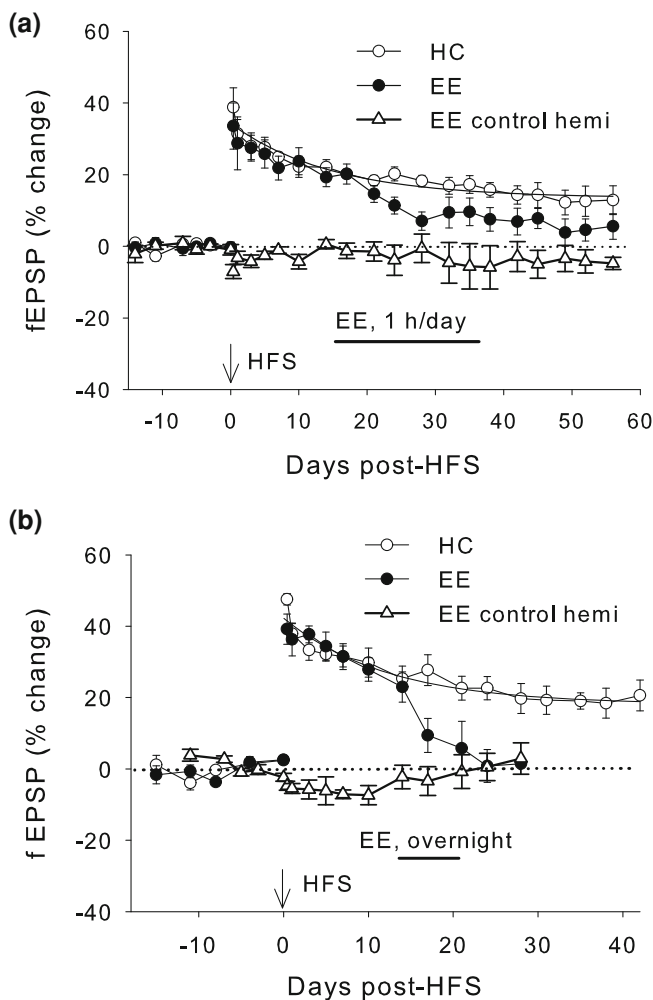 (a)
60
HC
40
EE
EE control hemi
20
0
-20
EE, 1 h/day
HFS
-40
fEPSP (% change)
-10 0 10 20 30 40 50 60
Days post-HFS
(b)
60
HC
EE
40
EE control hemi
20
0
-20
EE, overnight
HFS
-40
fEPSP (% change)
-10 0 10 20 30 40
Days post-HFS